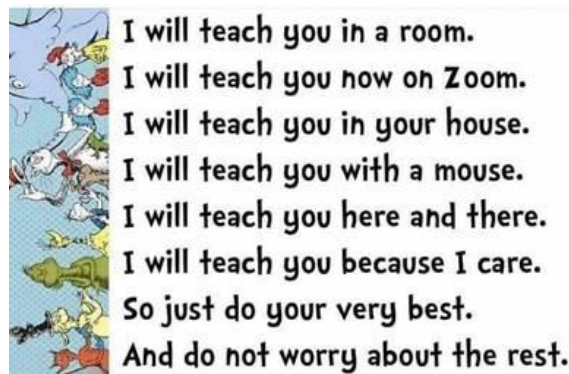 I will teach you in a room.
I will teach you now on Zoom.
I will teach you in your house.
I will teach you with a mouse.
I will teach you here and there.
I will teach you because I care.
So just do your very best.
And do not worry about the rest.